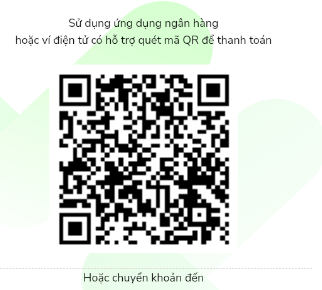 Sử dụng ứng dụng ngân hàng
hoặc ví điện tử có hỗ trợ quét mã QR để thanh toán
Hoặc chuyển khoản đến